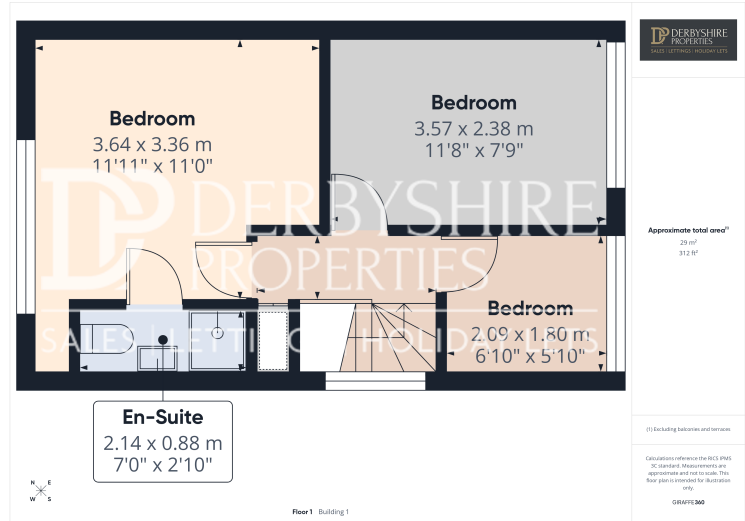 DP DERBYSHIRE
PROPERTIES
SALES | LETTINGS | HOLIDAY LETS
Bedroom
3.64 x 3.36 m
11'11" x 11'0"
Bedroom
3.57 x 2.38 m
11'8" x 7'9"
DP DERBYSHIRE
PROPERTIES
SALES | LETTINGS | HOLIDAY LETS
Bedroom
2.09 x 1.80 m
6'10" x 5'10"
En-Suite
2.14 x 0.88 m
7'0" x 2'10"
Approximate total area(1)
29 m²
312 ft²
(1) Excluding balconies and terraces
Calculations reference the RICS IPMS
3C standard. Measurements are
approximate and not to scale. This
floor plan is intended for illustration
only.
GIRAFFE360
N E
W S
Floor 1 Building 1